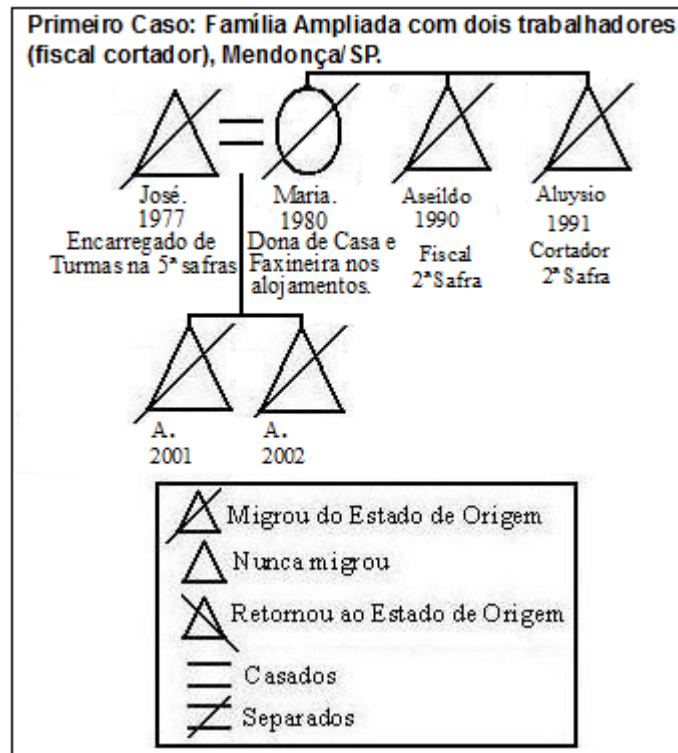 Primeiro Caso: Família Ampliada com dois trabalhadores
(fiscal cortador), Mendonça/SP.
José.
1977
Encarregado de
Turmas na 5ª safras
Maria.
1980
Dona de Casa e
Faxineira nos
alojamentos.
Aseildo
1990
Fiscal
2ª Safra
Aluysio
1991
Cortador
2ª Safra
A.
2001
A.
2002
Migrou do Estado de Origem
Nunca migrou
Retornou ao Estado de Origem
Casados
Separados